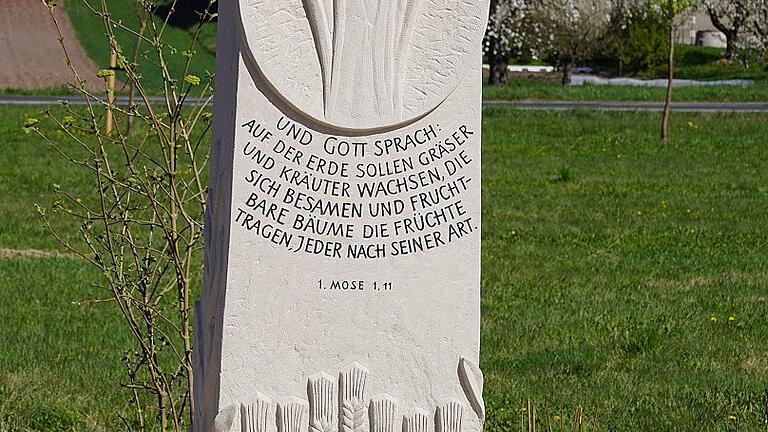 UND GOTT SPRACH:
AUF DER ERDE SOLLEN GRÄSER
UND KRÄUTER WACHSEN, DIE
SICH BESAMEN UND FRUCHT-
BARE BÄUME DIE FRÜCHTE
TRAGEN, JEDER NACH SEINER ART.
1. MOSE 1, 11